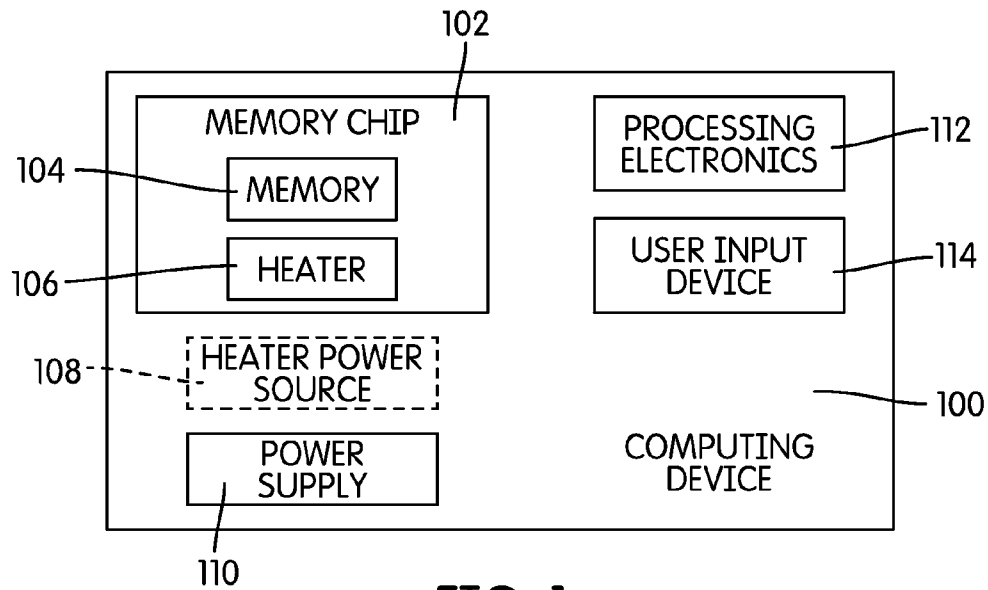 102
MEMORY CHIP
104
MEMORY
106
HEATER
PROCESSING
ELECTRONICS
112
USER INPUT
DEVICE
114
108
HEATER POWER
SOURCE
100
POWER
SUPPLY
COMPUTING
DEVICE
110